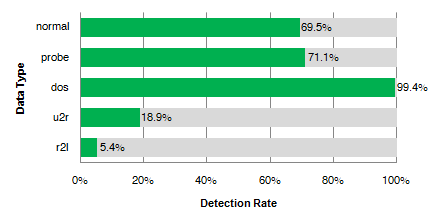 normal
69.5%
probe
71.1%
dos
99.4%
u2r
18.9%
r2l
5.4%
0%
20%
40%
60%
80%
100%
Data Type
Detection Rate